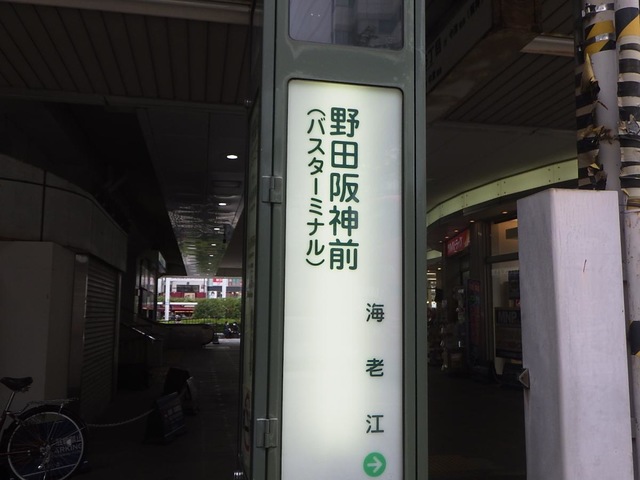 野田阪神前
（バスターミナル）
海老江